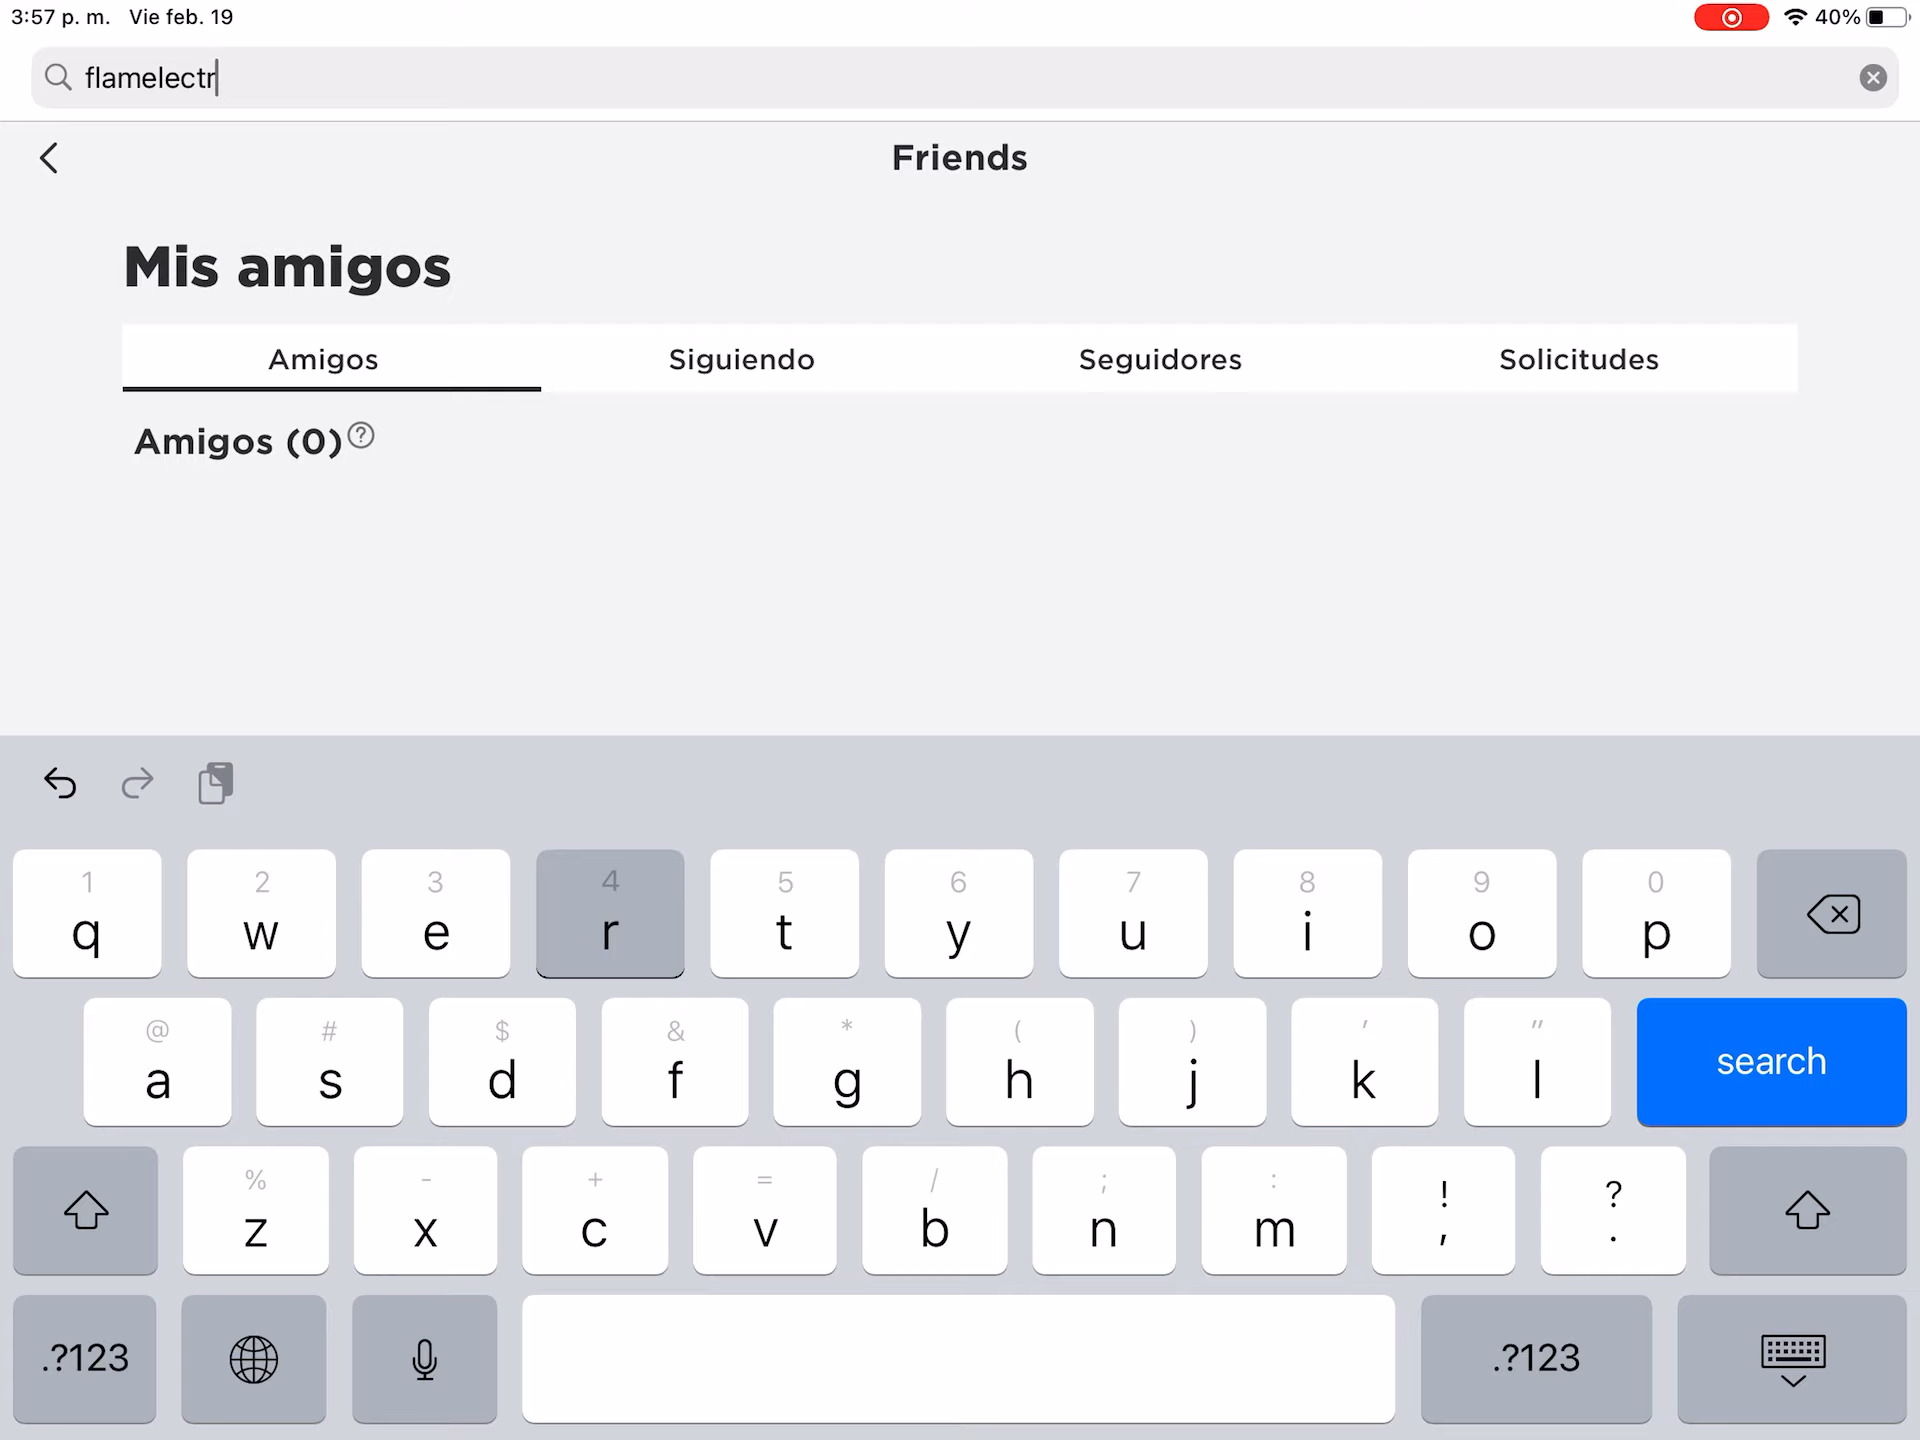 3:57 p. m. Vie feb. 19 40%
flamelectr
Friends
Mis amigos
Amigos Siguiendo Seguidores Solicitudes
Amigos (0) ?
1 2 3 4 5 6 7 8 9 0
q w e r t y u i o p
@ # $ & * ( ) ' "
a s d f g h j k l search
% - + = / ; : ! ?
z x c v b n m , .
.?123 .?123